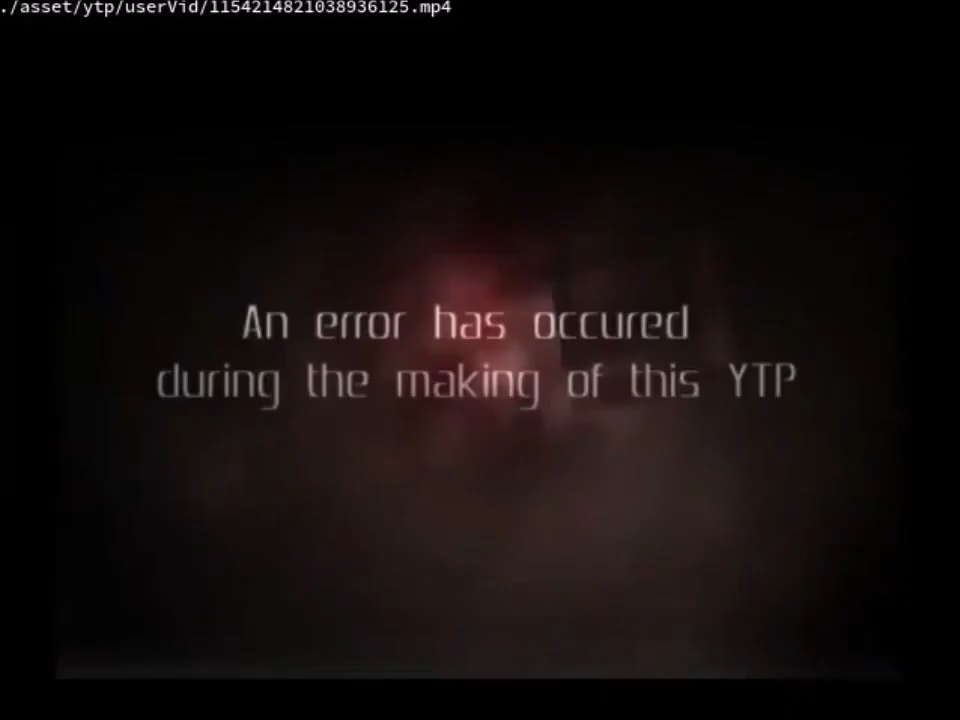 ./asset/ytp/userVid/1154214821038936125.mp4
An error has occured
during the making of this YTP